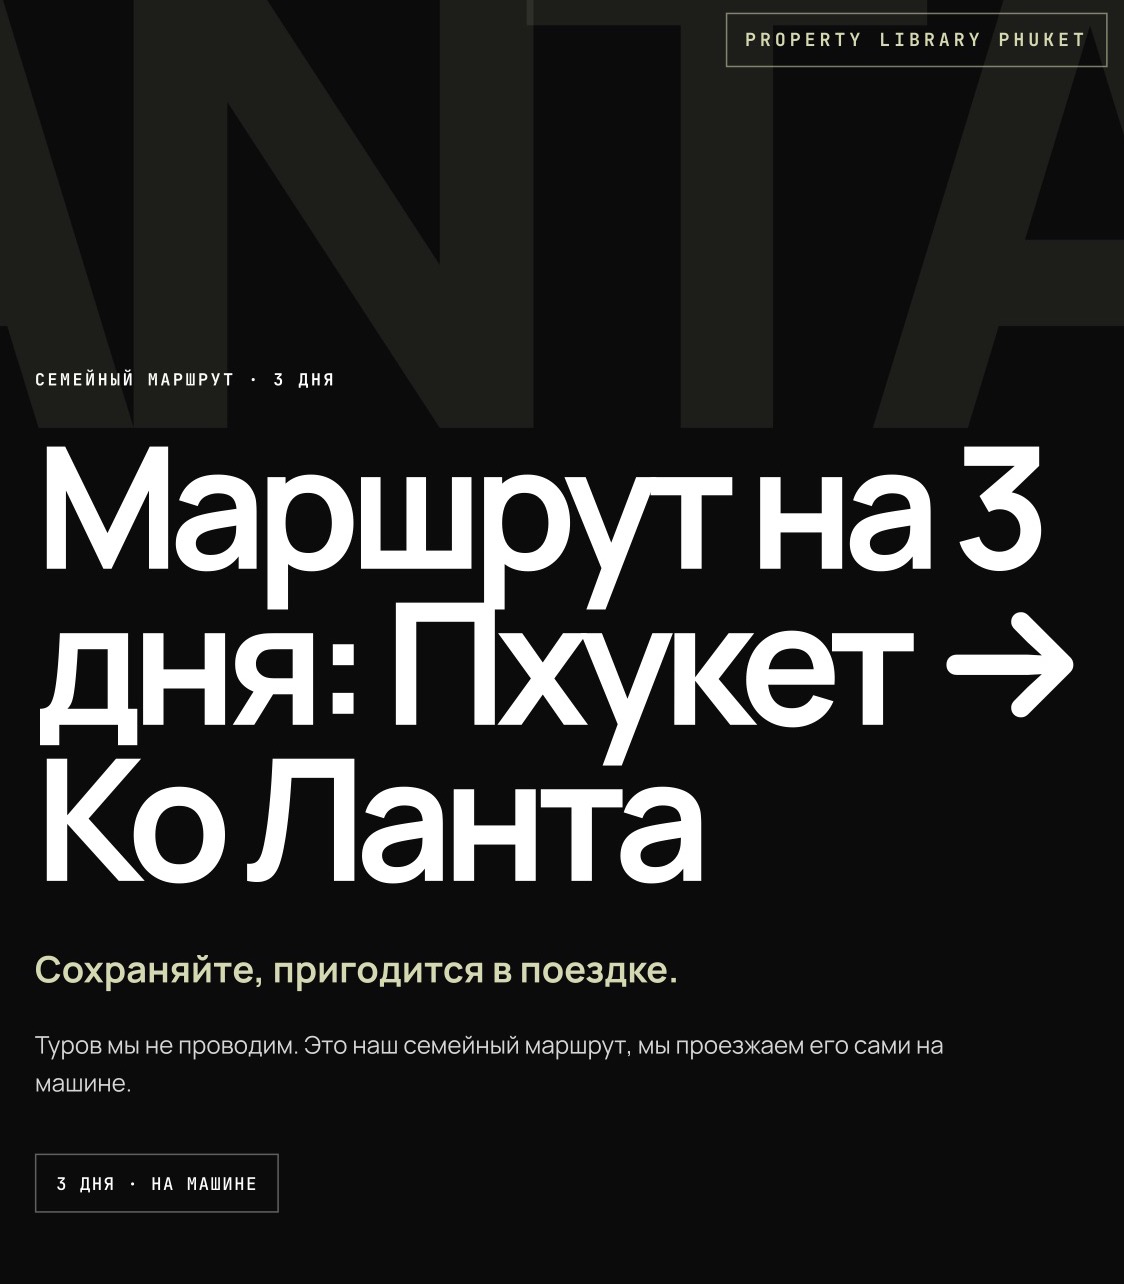 ANTA
PROPERTY LIBRARY PHUKET
СЕМЕЙНЫЙ МАРШРУТ · 3 ДНЯ
Маршрут на 3
дня: Пхукет →
Ко Ланта
Сохраняйте, пригодится в поездке.
Туров мы не проводим. Это наш семейный маршрут, мы проезжаем его сами на
машине.
3 ДНЯ · НА МАШИНЕ